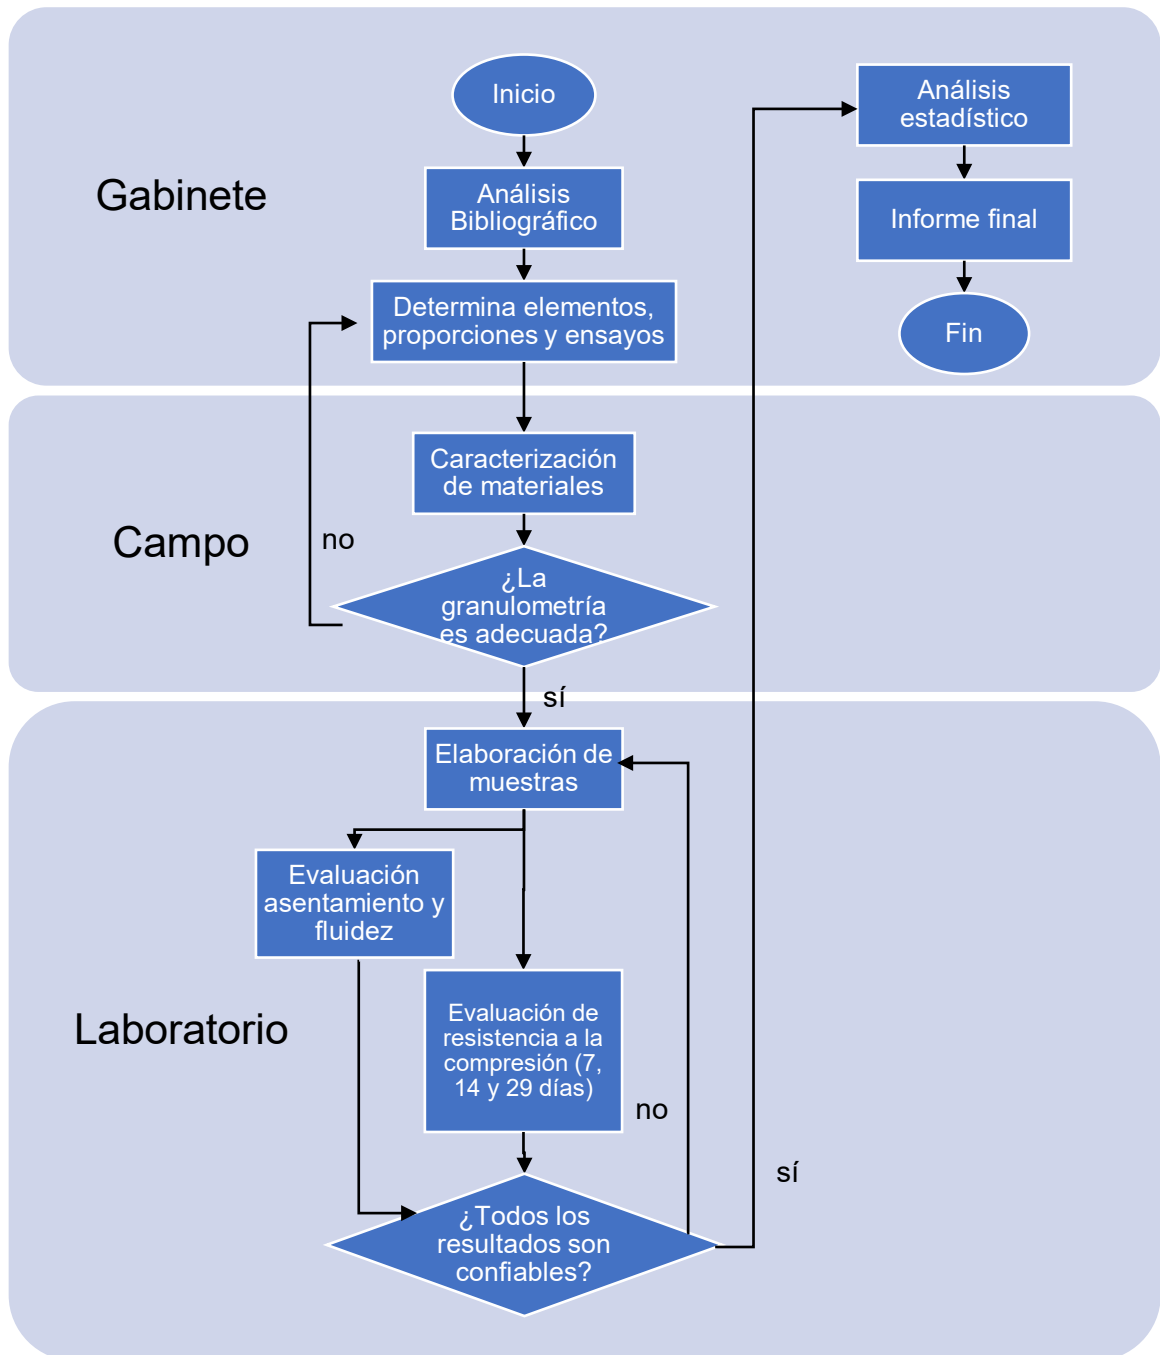 Gabinete
Inicio
Análisis
Bibliográfico
Determina elementos,
proporciones y ensayos
Análisis
estadístico
Informe final
Fin
Campo
Caracterización
de materiales
no
¿La
granulometría
es adecuada?
sí
Laboratorio
Elaboración de
muestras
Evaluación
asentamiento y
fluidez
Evaluación de
resistencia a la
compresión (7,
14 y 29 días)
no
sí
¿Todos los
resultados son
confiables?